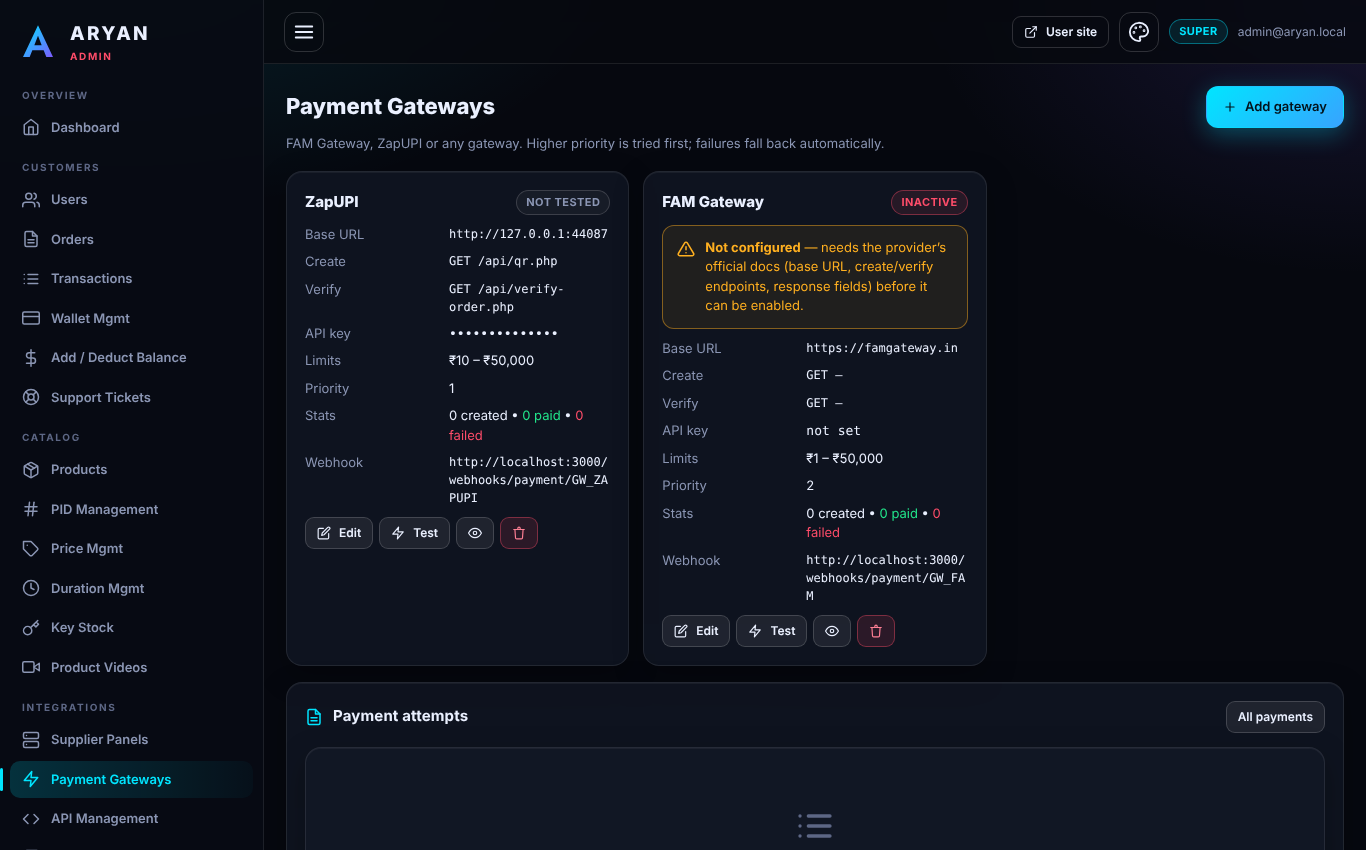 ARYAN
ADMIN
OVERVIEW
Dashboard
CUSTOMERS
Users
Orders
Transactions
Wallet Mgmt
Add / Deduct Balance
Support Tickets
CATALOG
Products
PID Management
Price Mgmt
Duration Mgmt
Key Stock
Product Videos
INTEGRATIONS
Supplier Panels
Payment Gateways
API Management
User site
SUPER
admin@aryan.local
Payment Gateways
Add gateway
FAM Gateway, ZapUPI or any gateway. Higher priority is tried first; failures fall back automatically.
ZapUPI
NOT TESTED
Base URL
http://127.0.0.1:44087
Create
GET /api/qr.php
Verify
GET /api/verify-
order.php
API key
••••••••••••••
Limits
₹10 – ₹50,000
Priority
1
Stats
0 created • 0 paid • 0
failed
Webhook
http://localhost:3000/
webhooks/payment/GW_ZA
PUPI
Edit
Test
FAM Gateway
INACTIVE
Not configured — needs the provider’s
official docs (base URL, create/verify
endpoints, response fields) before it
can be enabled.
Base URL
https://famgateway.in
Create
GET —
Verify
GET —
API key
not set
Limits
₹1 – ₹50,000
Priority
2
Stats
0 created • 0 paid • 0
failed
Webhook
http://localhost:3000/
webhooks/payment/GW_FA
M
Edit
Test
Payment attempts
All payments